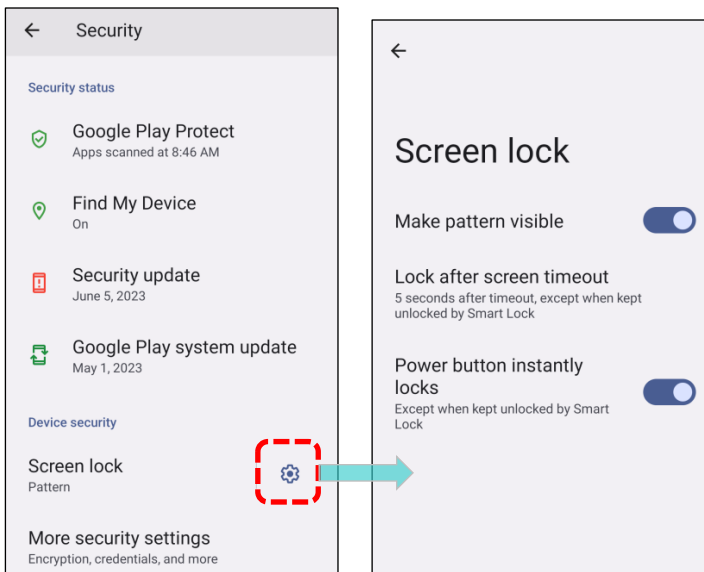 Security
Security status
Google Play Protect
Apps scanned at 8:46 AM
Find My Device
On
Security update
June 5, 2023
Google Play system update
May 1, 2023
Device security
Screen lock
Pattern
More security settings
Encryption, credentials, and more
Screen lock
Make pattern visible
Lock after screen timeout
5 seconds after timeout, except when kept
unlocked by Smart Lock
Power button instantly
locks
Except when kept unlocked by Smart
Lock